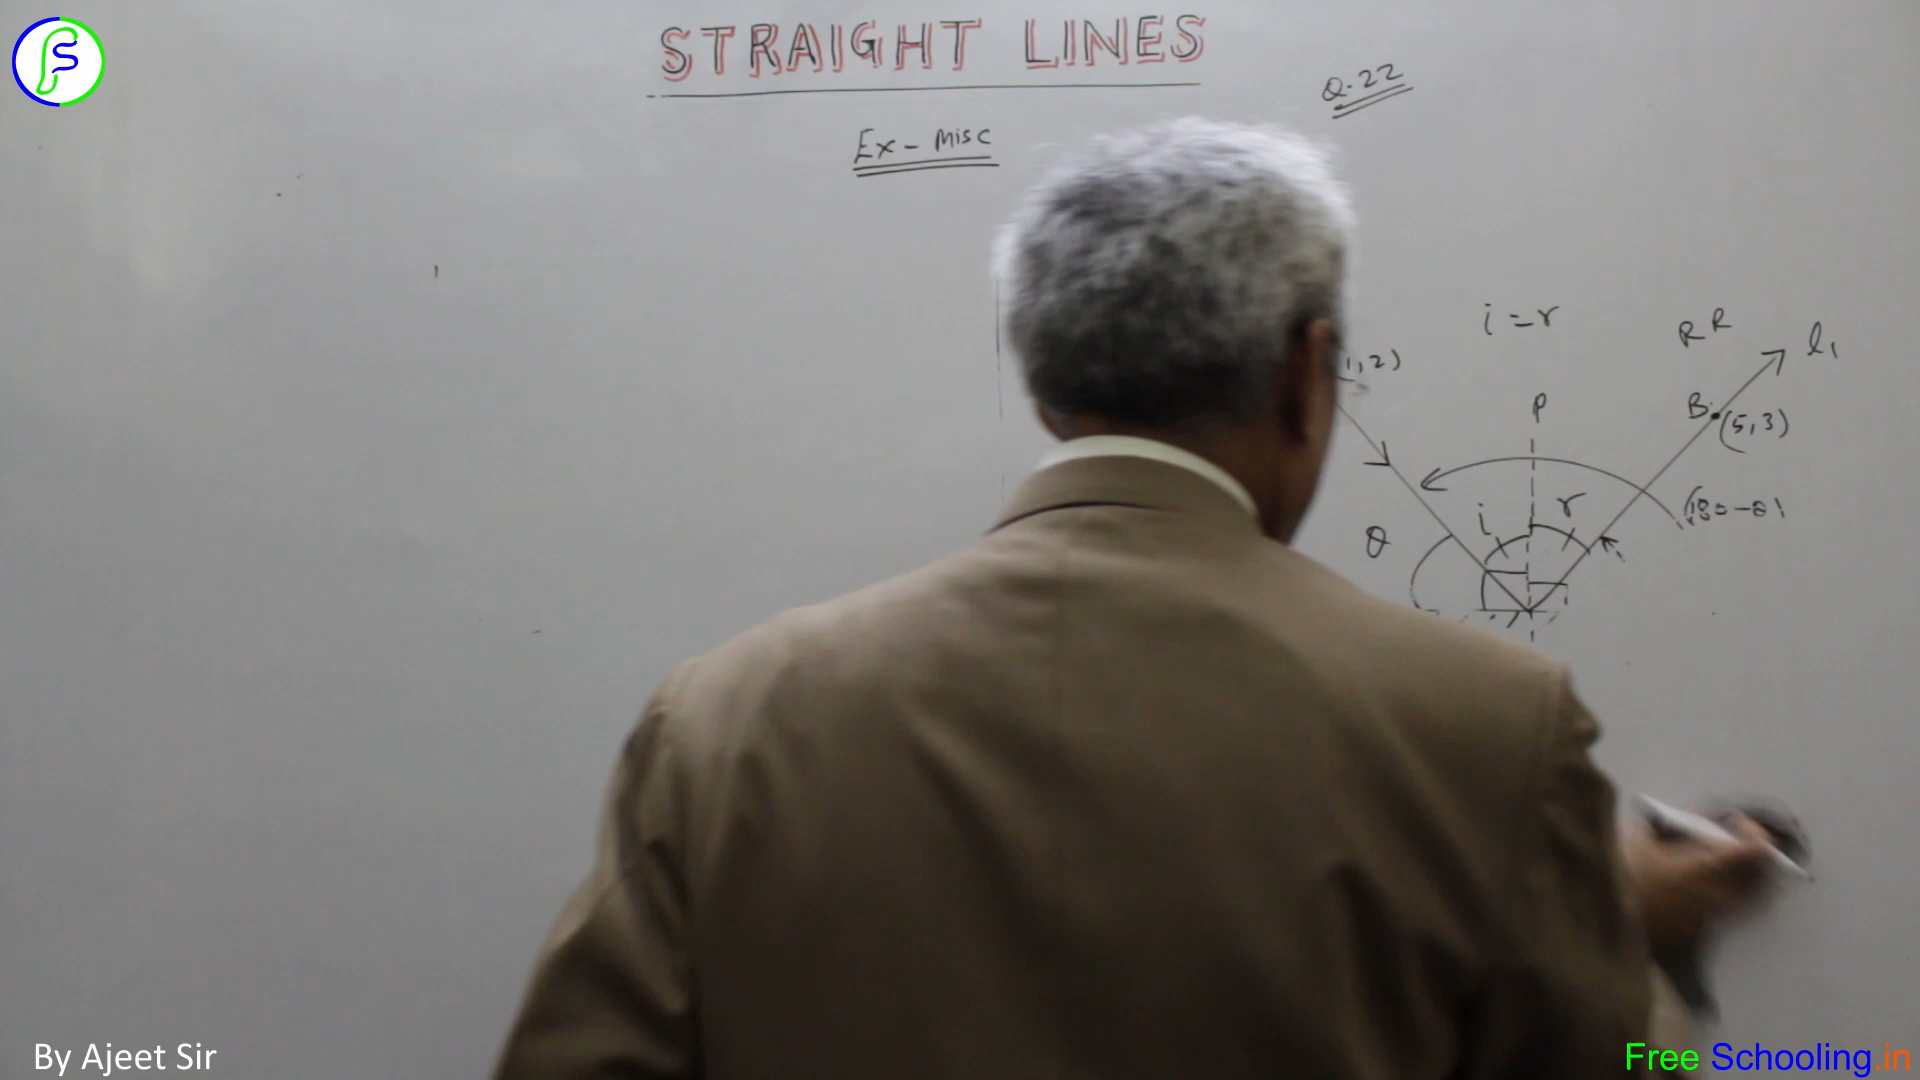 STRAIGHT LINES
Q.22
Ex - Misc
i = r
RR
l1
1,2)
P
B
(5,3)
i
r
(180-θ)
θ
By Ajeet Sir
Free Schooling.in